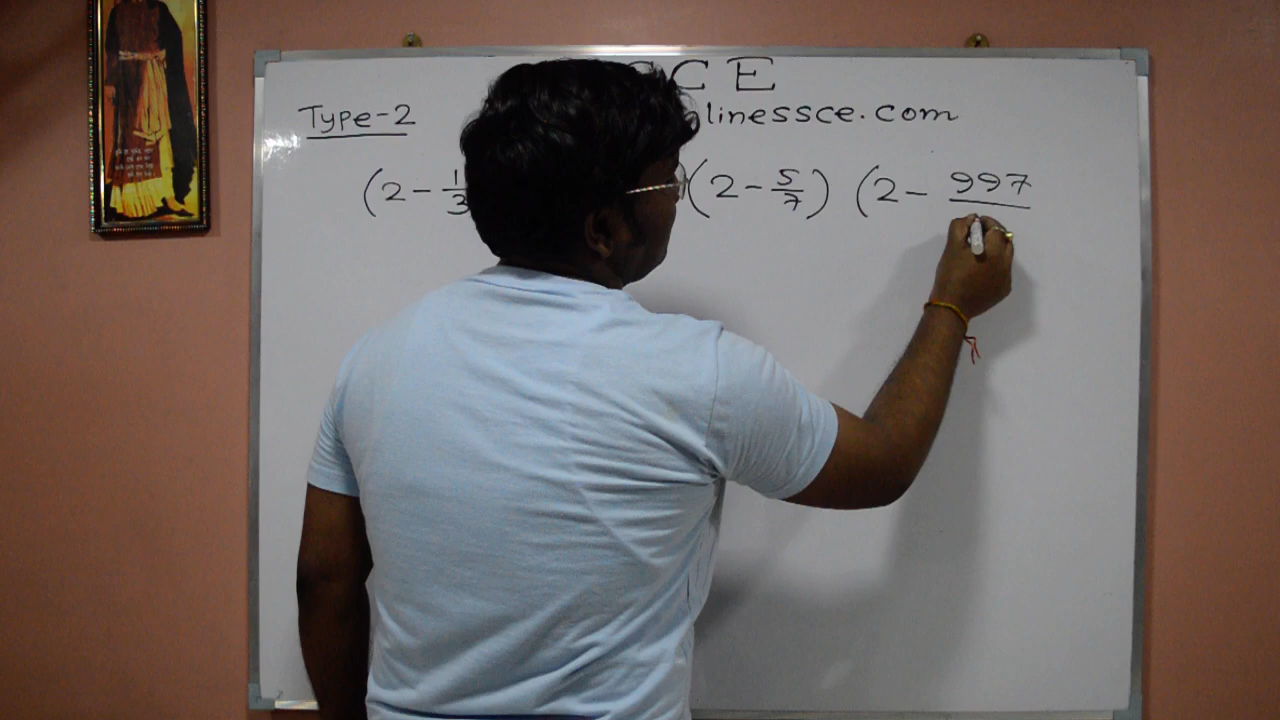 CE
linessce.com
Type-2
(2 - 1/3 )(2 - 5/7) (2 - 997